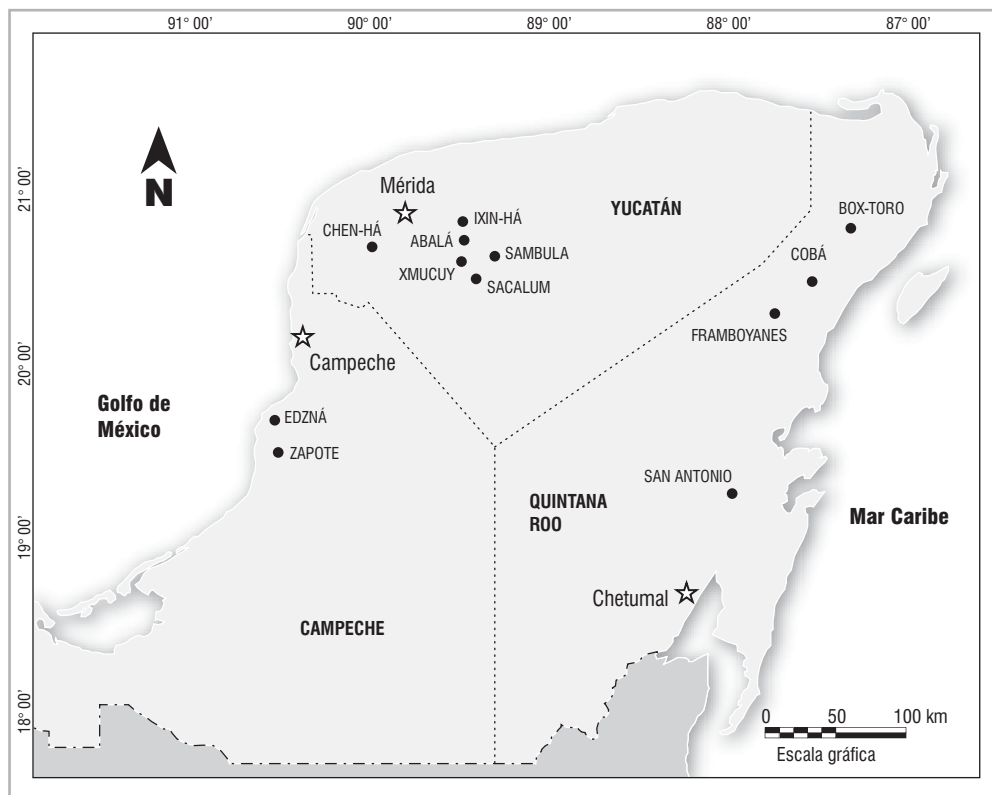 91° 00’
90° 00’
89° 00’
88° 00’
87° 00’
21° 00’
20° 00’
19° 00’
18° 00’
N
Mérida
YUCATÁN
BOX-TORO
IXIN-HÁ
CHEN-HÁ
ABALÁ
SAMBULA
COBÁ
XMUCUY
SACALUM
FRAMBOYANES
Campeche
Golfo de
México
EDZNÁ
ZAPOTE
SAN ANTONIO
QUINTANA
ROO
Mar Caribe
Chetumal
CAMPECHE
0 50 100 km
Escala gráfica